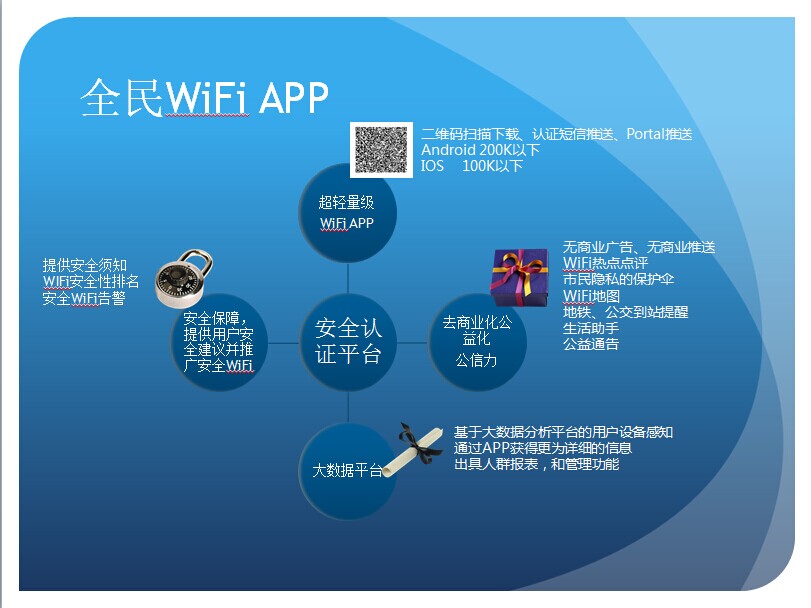 全民WiFi APP
二维码扫描下载、认证短信推送、Portal推送
Android 200K以下
IOS 100K以下
超轻量级
WiFi APP
提供安全须知
WIFI安全性排名
安全WiFi告警
安全保障，
提供用户安
全建议并推
广安全WiFi
安全认
证平台
去商业化公
益化
公信力
无商业广告、无商业推送
WiFi热点点评
市民隐私的保护伞
WiFi地图
地铁、公交到站提醒
生活助手
公益通告
大数据平台
基于大数据分析平台的用户设备感知
通过APP获得更为详细的信息
出具人群报表，和管理功能